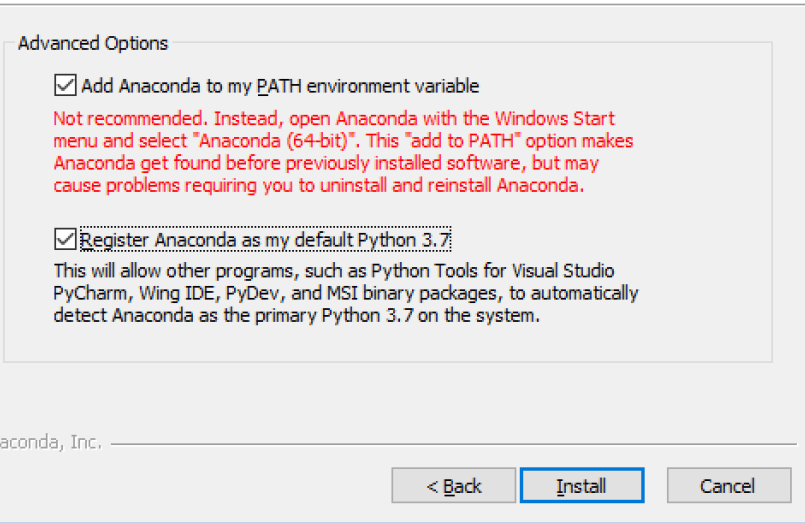 Advanced Options
Add Anaconda to my PATH environment variable
Not recommended. Instead, open Anaconda with the Windows Start
menu and select "Anaconda (64-bit)". This "add to PATH" option makes
Anaconda get found before previously installed software, but may
cause problems requiring you to uninstall and reinstall Anaconda.
Register Anaconda as my default Python 3.7
This will allow other programs, such as Python Tools for Visual Studio
PyCharm, Wing IDE, PyDev, and MSI binary packages, to automatically
detect Anaconda as the primary Python 3.7 on the system.
aconda, Inc.
< Back Install Cancel